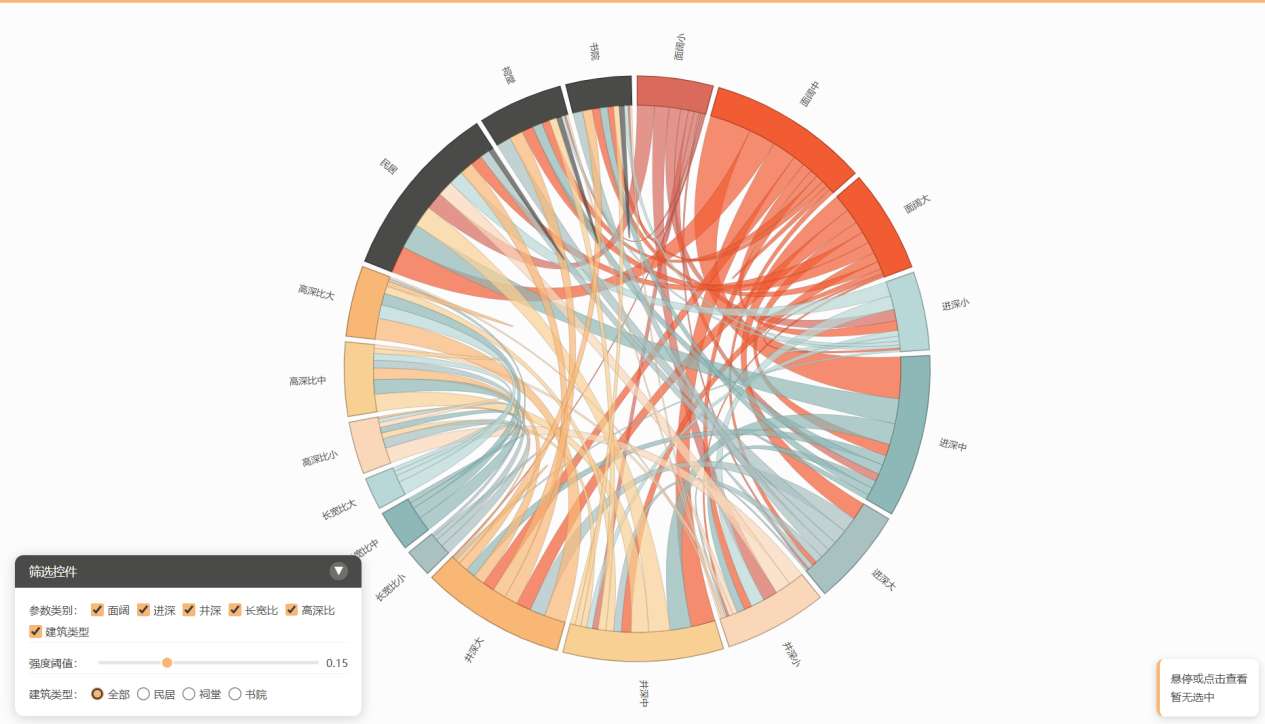 面阔小
面阔中
面阔大
进深小
进深中
进深大
井深小
井深中
井深大
长宽比小
宽比中
长宽比大
高深比小
高深比中
高深比大
民居
祠堂
书院
筛选控件 ▼
参数类别： 面阔 进深 井深 长宽比 高深比
建筑类型
强度阈值： 0.15
建筑类型： 全部 民居 祠堂 书院
悬停或点击查看
暂无选中